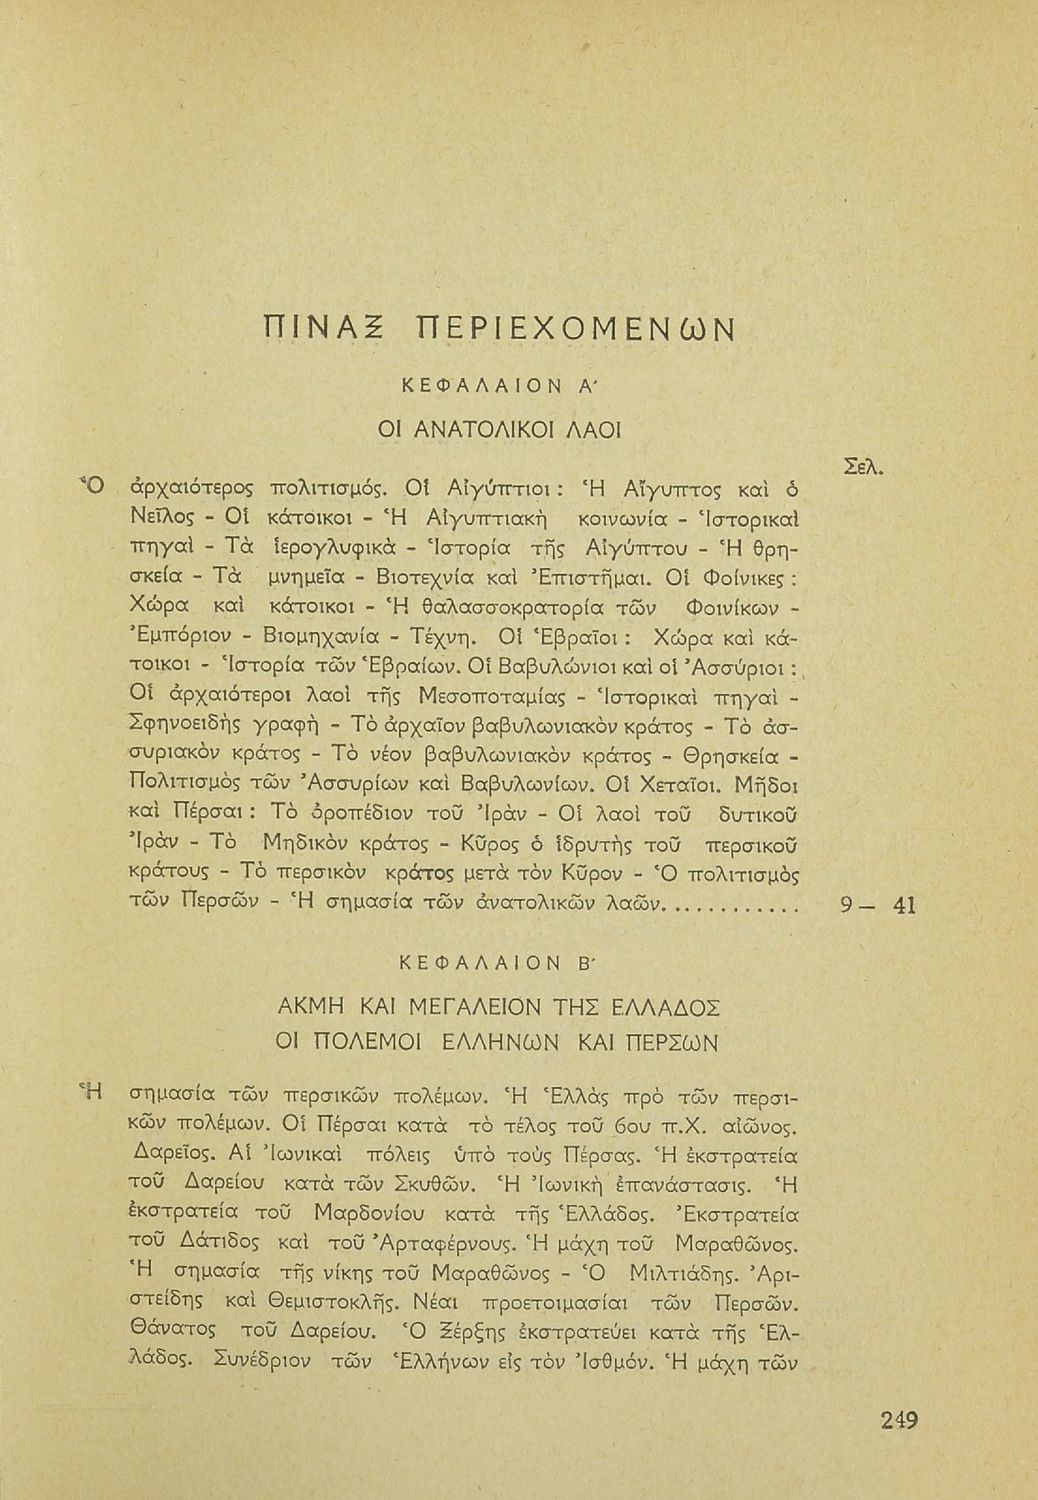 ΠΙΝΑΞ ΠΕΡΙΕΧΟΜΕΝΩΝ
ΚΕΦΑΛΑΙΟΝ Α′
ΟΙ ΑΝΑΤΟΛΙΚΟΙ ΛΑΟΙ
Σελ.
Ὁ ἀρχαιότερος πολιτισμός. Οἱ Αἰγύπτιοι : Ἡ Αἴγυπτος καὶ ὁ
Νεῖλος - Οἱ κάτοικοι - Ἡ Αἰγυπτιακὴ κοινωνία - Ἱστορικαὶ
πηγαὶ - Τὰ ἱερογλυφικὰ - Ἱστορία τῆς Αἰγύπτου - Ἡ θρη-
σκεία - Τὰ μνημεῖα - Βιοτεχνία καὶ Ἐπιστῆμαι. Οἱ Φοίνικες :
Χώρα καὶ κάτοικοι - Ἡ θαλασσοκρατορία τῶν Φοινίκων -
Ἐμπόριον - Βιομηχανία - Τέχνη. Οἱ Ἑβραῖοι : Χώρα καὶ κά-
τοικοι - Ἱστορία τῶν Ἑβραίων. Οἱ Βαβυλώνιοι καὶ οἱ Ἀσσύριοι :
Οἱ ἀρχαιότεροι λαοὶ τῆς Μεσοποταμίας - Ἱστορικαὶ πηγαὶ -
Σφηνοειδὴς γραφὴ - Τὸ ἀρχαῖον βαβυλωνιακὸν κράτος - Τὸ ἀσ-
συριακὸν κράτος - Τὸ νέον βαβυλωνιακὸν κράτος - Θρησκεία -
Πολιτισμὸς τῶν Ἀσσυρίων καὶ Βαβυλωνίων. Οἱ Χεταῖοι. Μῆδοι
καὶ Πέρσαι : Τὸ ὀροπέδιον τοῦ Ἰρὰν - Οἱ λαοὶ τοῦ δυτικοῦ
Ἰρὰν - Τὸ Μηδικὸν κράτος - Κῦρος ὁ ἱδρυτὴς τοῦ περσικοῦ
κράτους - Τὸ περσικὸν κράτος μετὰ τὸν Κῦρον - Ὁ πολιτισμὸς
τῶν Περσῶν - Ἡ σημασία τῶν ἀνατολικῶν λαῶν. ........... 9 — 41
ΚΕΦΑΛΑΙΟΝ Β′
ΑΚΜΗ ΚΑΙ ΜΕΓΑΛΕΙΟΝ ΤΗΣ ΕΛΛΑΔΟΣ
ΟΙ ΠΟΛΕΜΟΙ ΕΛΛΗΝΩΝ ΚΑΙ ΠΕΡΣΩΝ
Ἡ σημασία τῶν περσικῶν πολέμων. Ἡ Ἑλλὰς πρὸ τῶν περσι-
κῶν πολέμων. Οἱ Πέρσαι κατὰ τὸ τέλος τοῦ 6ου π.Χ. αἰῶνος.
Δαρεῖος. Αἱ Ἰωνικαὶ πόλεις ὑπὸ τοὺς Πέρσας. Ἡ ἐκστρατεία
τοῦ Δαρείου κατὰ τῶν Σκυθῶν. Ἡ Ἰωνικὴ ἐπανάστασις. Ἡ
ἐκστρατεία τοῦ Μαρδονίου κατὰ τῆς Ἑλλάδος. Ἐκστρατεία
τοῦ Δάτιδος καὶ τοῦ Ἀρταφέρνους. Ἡ μάχη τοῦ Μαραθῶνος.
Ἡ σημασία τῆς νίκης τοῦ Μαραθῶνος - Ὁ Μιλτιάδης. Ἀρι-
στείδης καὶ Θεμιστοκλῆς. Νέαι προετοιμασίαι τῶν Περσῶν.
Θάνατος τοῦ Δαρείου. Ὁ Ξέρξης ἐκστρατεύει κατὰ τῆς Ἑλ-
λάδος. Συνέδριον τῶν Ἑλλήνων εἰς τὸν Ἰσθμόν. Ἡ μάχη τῶν
249